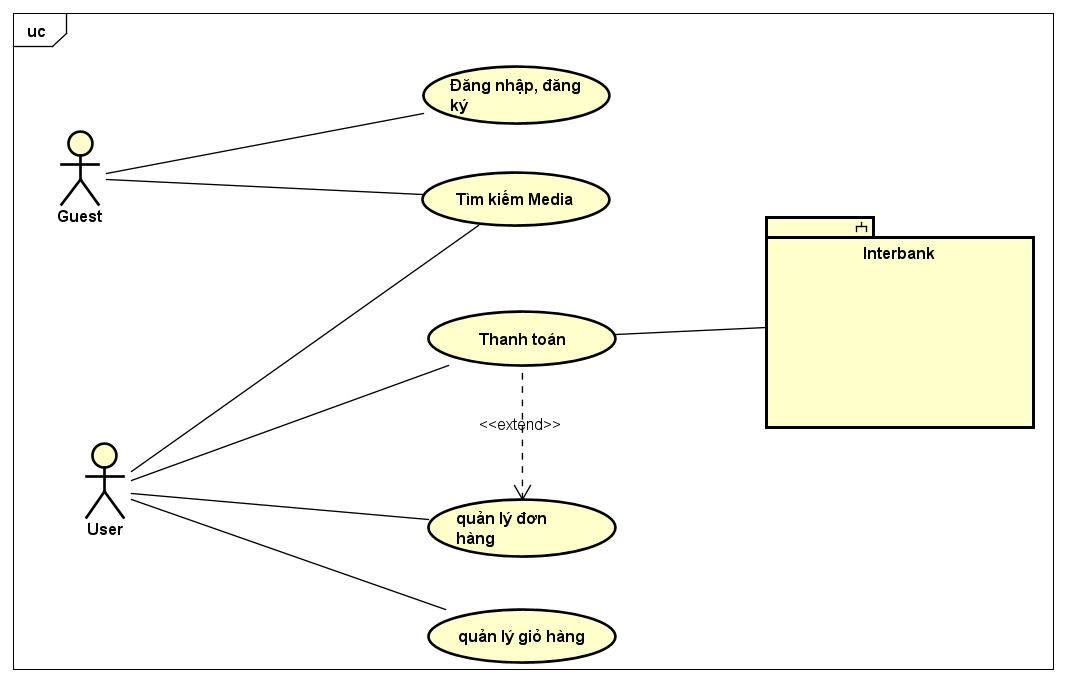 uc
Đăng nhập, đăng
ký
Guest
Tìm kiếm Media
Interbank
Thanh toán
<<extend>>
User
quản lý đơn
hàng
quản lý giỏ hàng